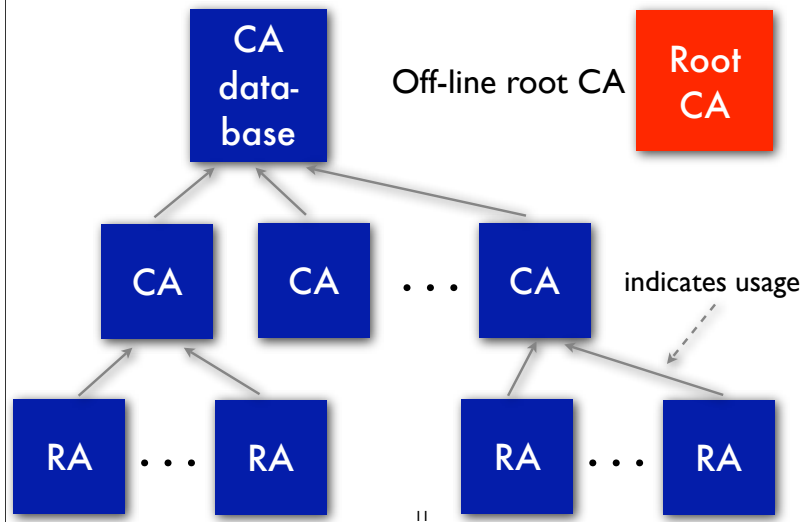 CA
data-
base
Off-line root CA
Root
CA
CA
CA
. . .
CA
indicates usage
RA
. . .
RA
RA
. . .
RA